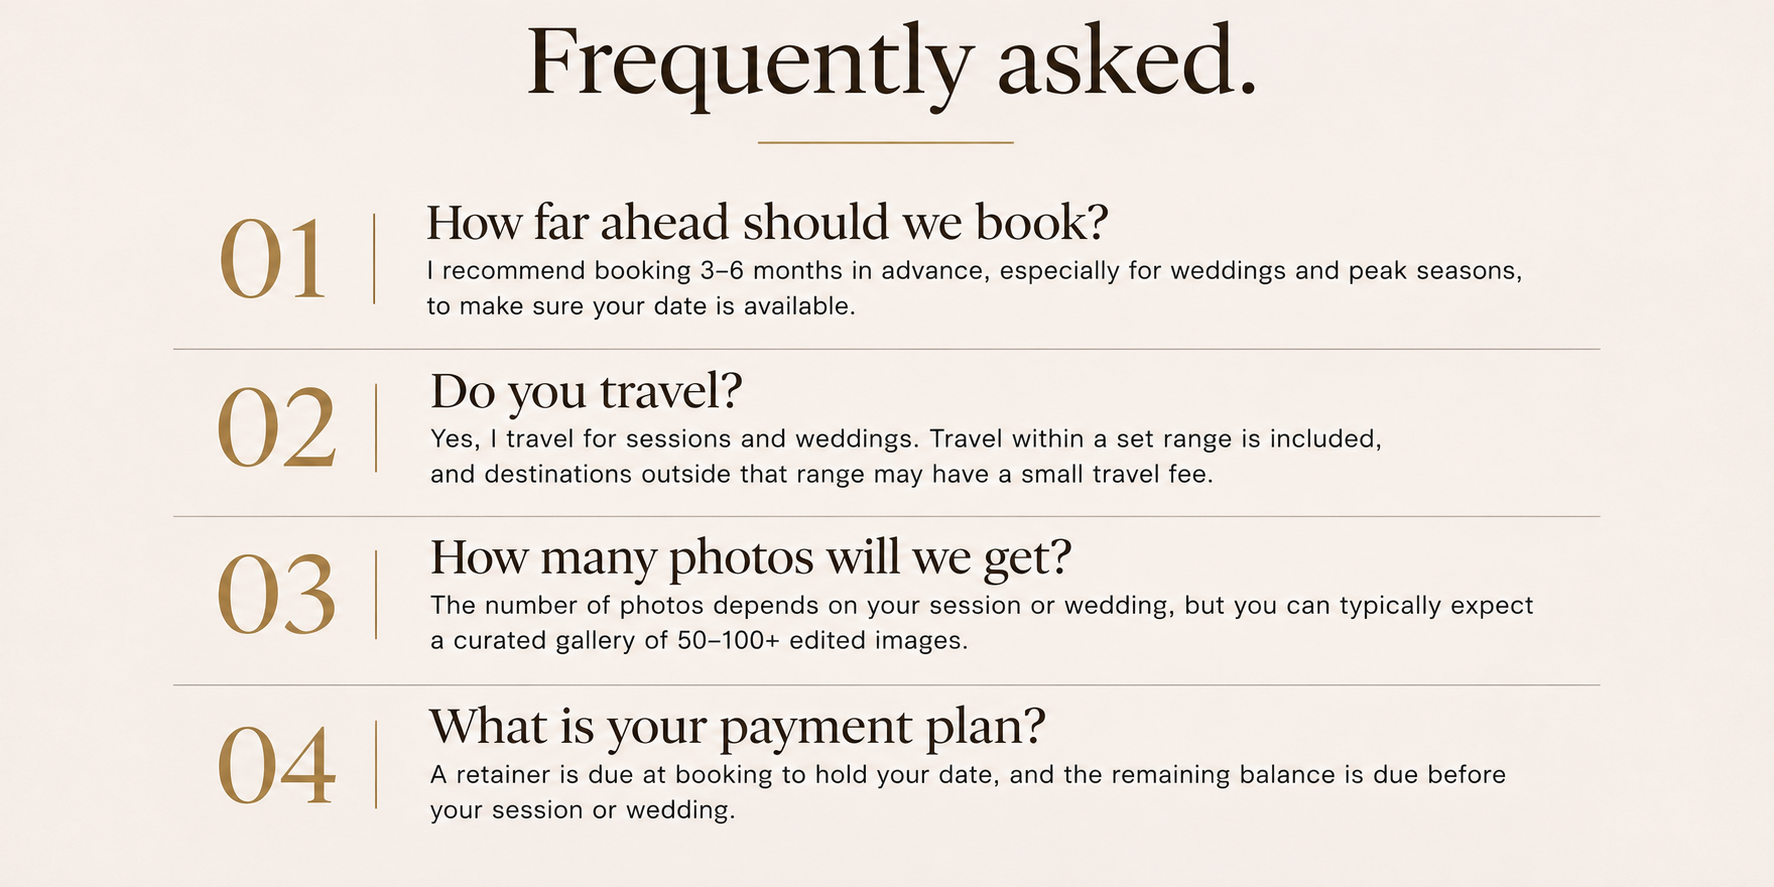 Frequently asked.
01
How far ahead should we book?
I recommend booking 3–6 months in advance, especially for weddings and peak seasons,
to make sure your date is available.
02
Do you travel?
Yes, I travel for sessions and weddings. Travel within a set range is included,
and destinations outside that range may have a small travel fee.
03
How many photos will we get?
The number of photos depends on your session or wedding, but you can typically expect
a curated gallery of 50–100+ edited images.
04
What is your payment plan?
A retainer is due at booking to hold your date, and the remaining balance is due before
your session or wedding.